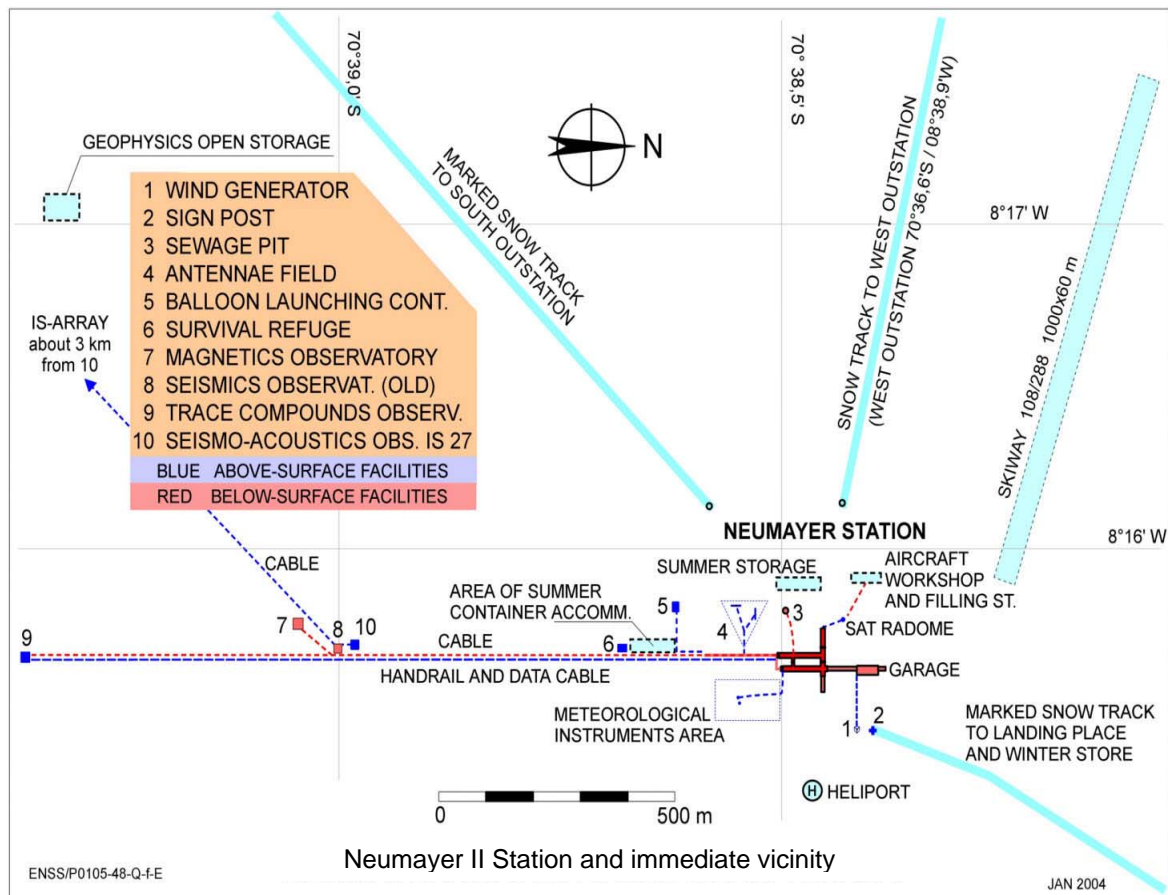 70°39,0' S
70° 38,5' S
GEOPHYSICS OPEN STORAGE
N
MARKED SNOW TRACK
TO SOUTH OUTSTATION
SNOW TRACK TO WEST OUTSTATION
(WEST OUTSTATION 70°36,6'S / 08°38,9'W)
8°17' W
SKIWAY 108/288 1000x60 m
1 WIND GENERATOR
2 SIGN POST
3 SEWAGE PIT
4 ANTENNAE FIELD
5 BALLOON LAUNCHING CONT.
6 SURVIVAL REFUGE
7 MAGNETICS OBSERVATORY
8 SEISMICS OBSERVAT. (OLD)
9 TRACE COMPOUNDS OBSERV.
10 SEISMO-ACOUSTICS OBS. IS 27
BLUE ABOVE-SURFACE FACILITIES
RED BELOW-SURFACE FACILITIES
IS-ARRAY
about 3 km
from 10
NEUMAYER STATION
8°16' W
CABLE
SUMMER STORAGE
AIRCRAFT
WORKSHOP
AND FILLING ST.
AREA OF SUMMER
CONTAINER ACCOMM.
5
3
7
8
10
4
SAT RADOME
9
CABLE
6
HANDRAIL AND DATA CABLE
GARAGE
METEOROLOGICAL
INSTRUMENTS AREA
1
2
MARKED SNOW TRACK
TO LANDING PLACE
AND WINTER STORE
H
HELIPORT
0
500 m
Neumayer II Station and immediate vicinity
ENSS/P0105-48-Q-f-E
JAN 2004